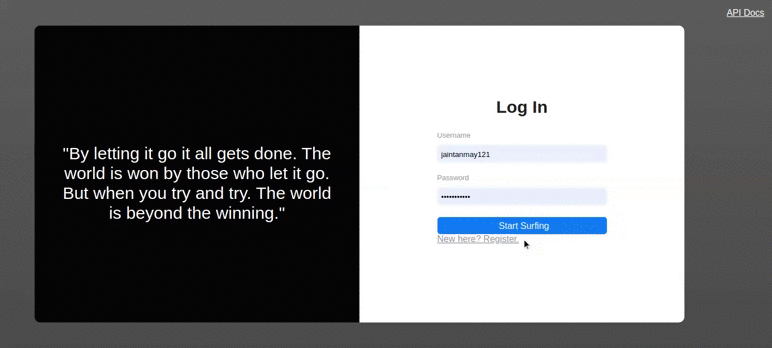 API Docs
"By letting it go it all gets done. The
world is won by those who let it go.
But when you try and try. The world
is beyond the winning."
Log In
Username
jaintanmay121
Password
•••••••••••
Start Surfing
New here? Register.